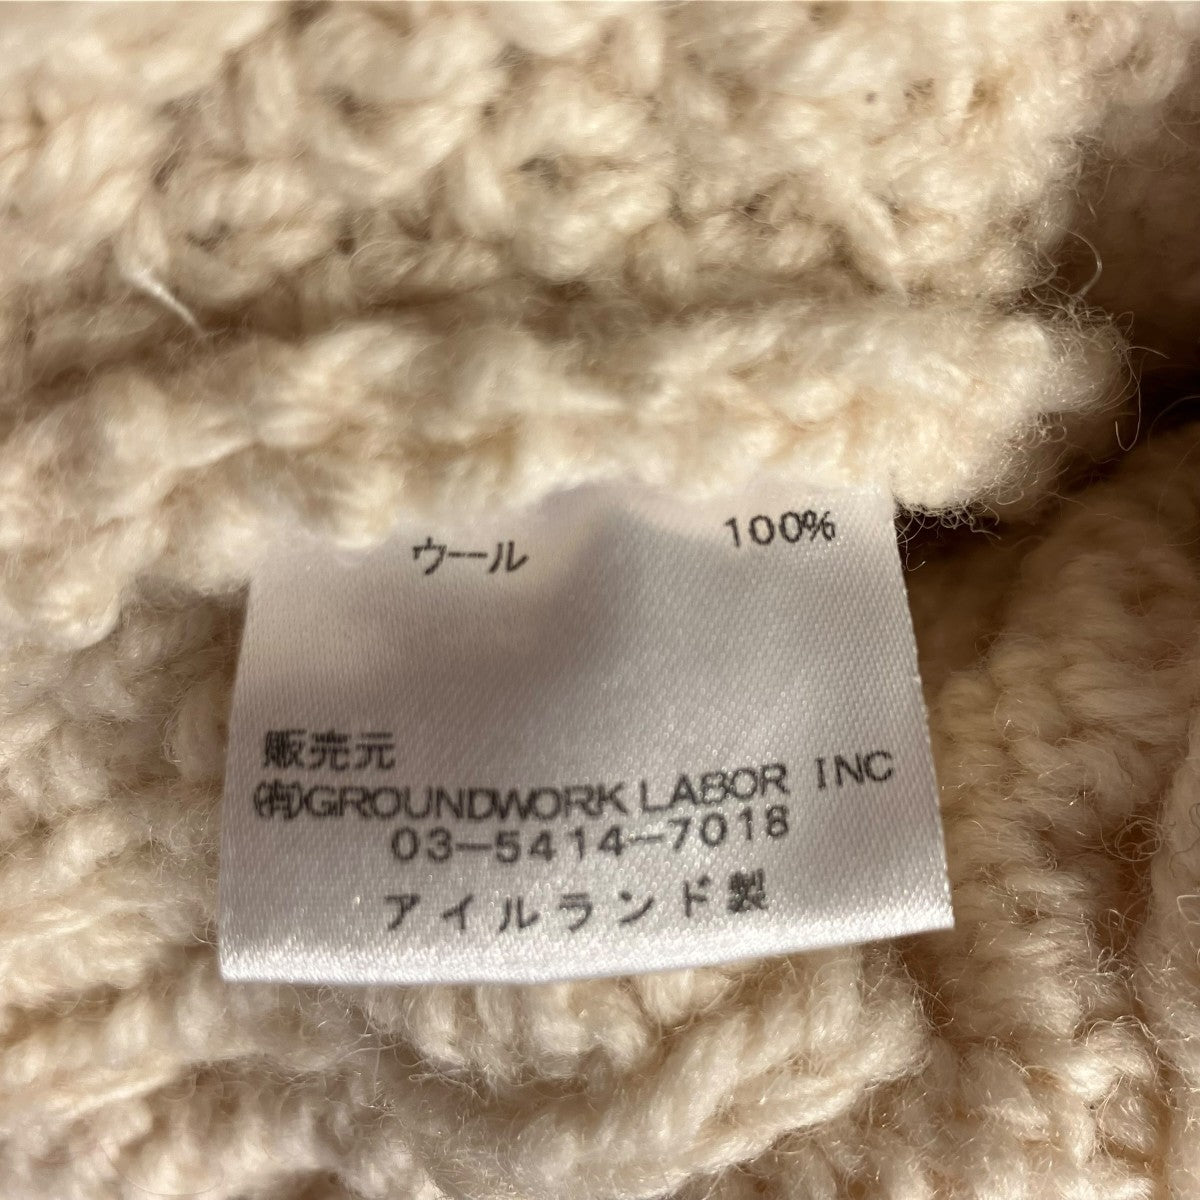 ウール 100%
販売元
㈲GROUNDWORK LABOR INC
03-5414-7018
アイルランド製